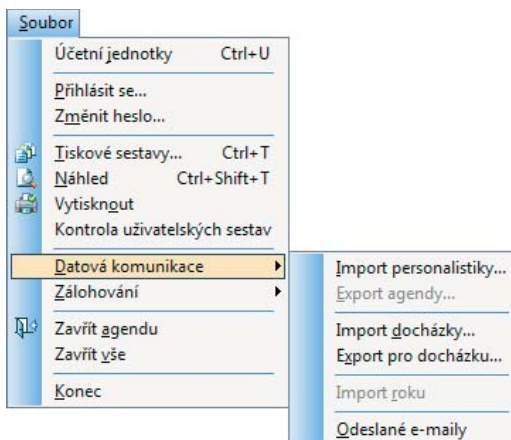 Soubor
Účetní jednotky Ctrl+U
Přihlásit se...
Změnit heslo...
Tiskové sestavy... Ctrl+T
Náhled Ctrl+Shift+T
Vytisknout
Kontrola uživatelských sestav
Datová komunikace
Zálohování
Zavřít agendu
Zavřít vše
Konec
Import personalistiky...
Export agendy...
Import docházky...
Export pro docházku...
Import roku
Odeslané e-maily